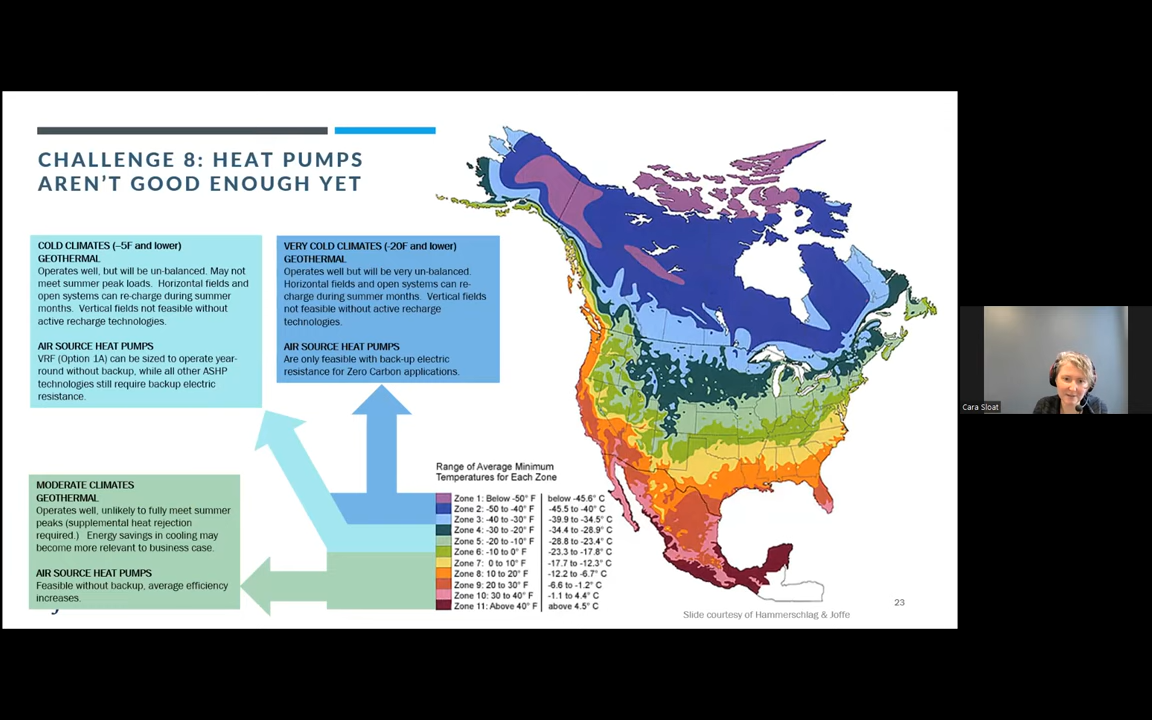 CHALLENGE 8: HEAT PUMPS
AREN'T GOOD ENOUGH YET
COLD CLIMATES (–5F and lower)
GEOTHERMAL
Operates well, but will be un-balanced. May not
meet summer peak loads. Horizontal fields and
open systems can re-charge during summer
months. Vertical fields not feasible without
active recharge technologies.
AIR SOURCE HEAT PUMPS
VRF (Option 1A) can be sized to operate year-
round without backup, while all other ASHP
technologies still require backup electric
resistance.
VERY COLD CLIMATES (-20F and lower)
GEOTHERMAL
Operates well but will be very un-balanced.
Horizontal fields and open systems can re-
charge during summer months. Vertical fields
not feasible without active recharge
technologies.
AIR SOURCE HEAT PUMPS
Are only feasible with back-up electric
resistance for Zero Carbon applications.
MODERATE CLIMATES
GEOTHERMAL
Operates well, unlikely to fully meet summer
peaks (supplemental heat rejection
required.) Energy savings in cooling may
become more relevant to business case.
AIR SOURCE HEAT PUMPS
Feasible without backup, average efficiency
increases.
Range of Average Minimum
Temperatures for Each Zone
Zone 1: Below -50° F below -45.6° C
Zone 2: -50 to -40° F -45.5 to -40° C
Zone 3: -40 to -30° F -39.9 to -34.5° C
Zone 4: -30 to -20° F -34.4 to -28.9° C
Zone 5: -20 to -10° F -28.8 to -23.4° C
Zone 6: -10 to 0° F -23.3 to -17.8° C
Zone 7: 0 to 10° F -17.7 to -12.3° C
Zone 8: 10 to 20° F -12.2 to -6.7° C
Zone 9: 20 to 30° F -6.6 to -1.2° C
Zone 10: 30 to 40° F -1.1 to 4.4° C
Zone 11: Above 40° F above 4.5° C
Slide courtesy of Hammerschlag & Joffe
23
Cara Sloat